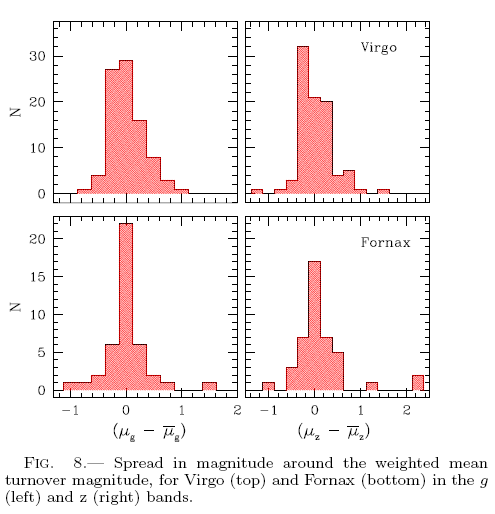 30
20
10
0
N
Virgo
20
15
10
5
0
N
Fornax
-1 0 1 2
-1 0 1 2
(μg − μ̅g)
(μz − μ̅z)
FIG. 8.— Spread in magnitude around the weighted mean
turnover magnitude, for Virgo (top) and Fornax (bottom) in the g
(left) and z (right) bands.